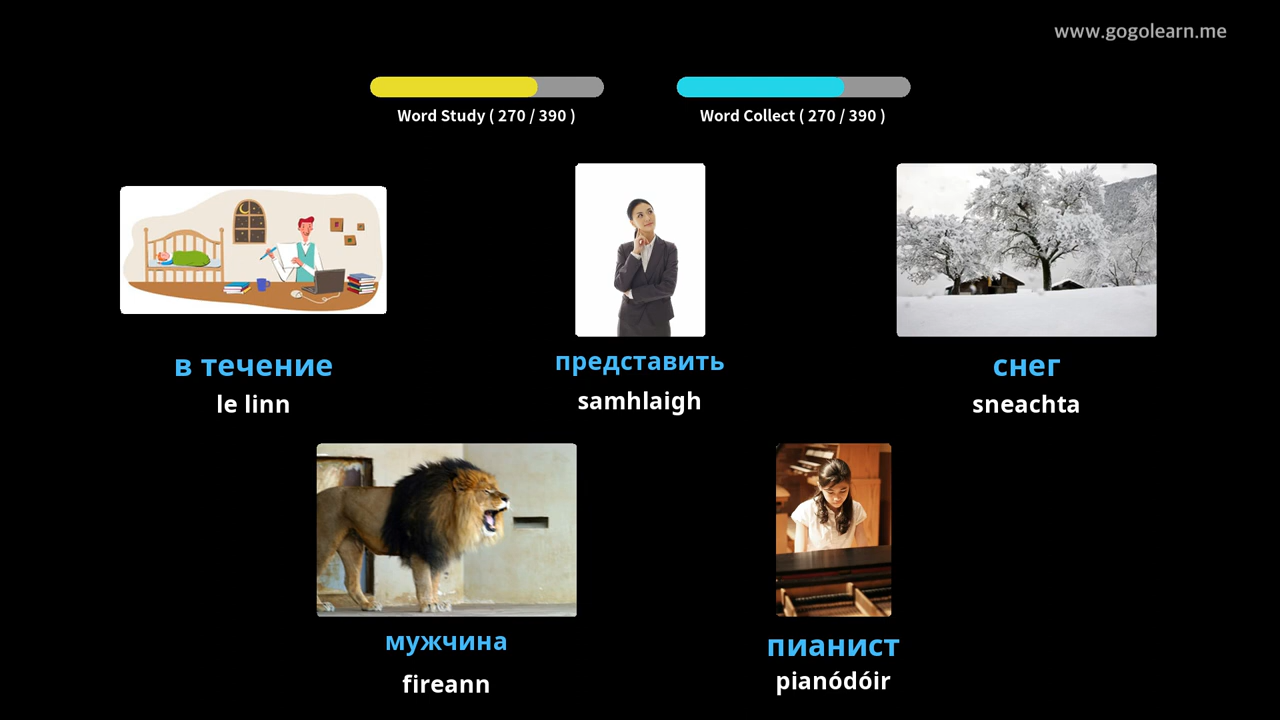 www.gogolearn.me
Word Study ( 270 / 390 )
Word Collect ( 270 / 390 )
в течение
le linn
представить
samhlaigh
снег
sneachta
мужчина
fireann
пианист
pianódóir